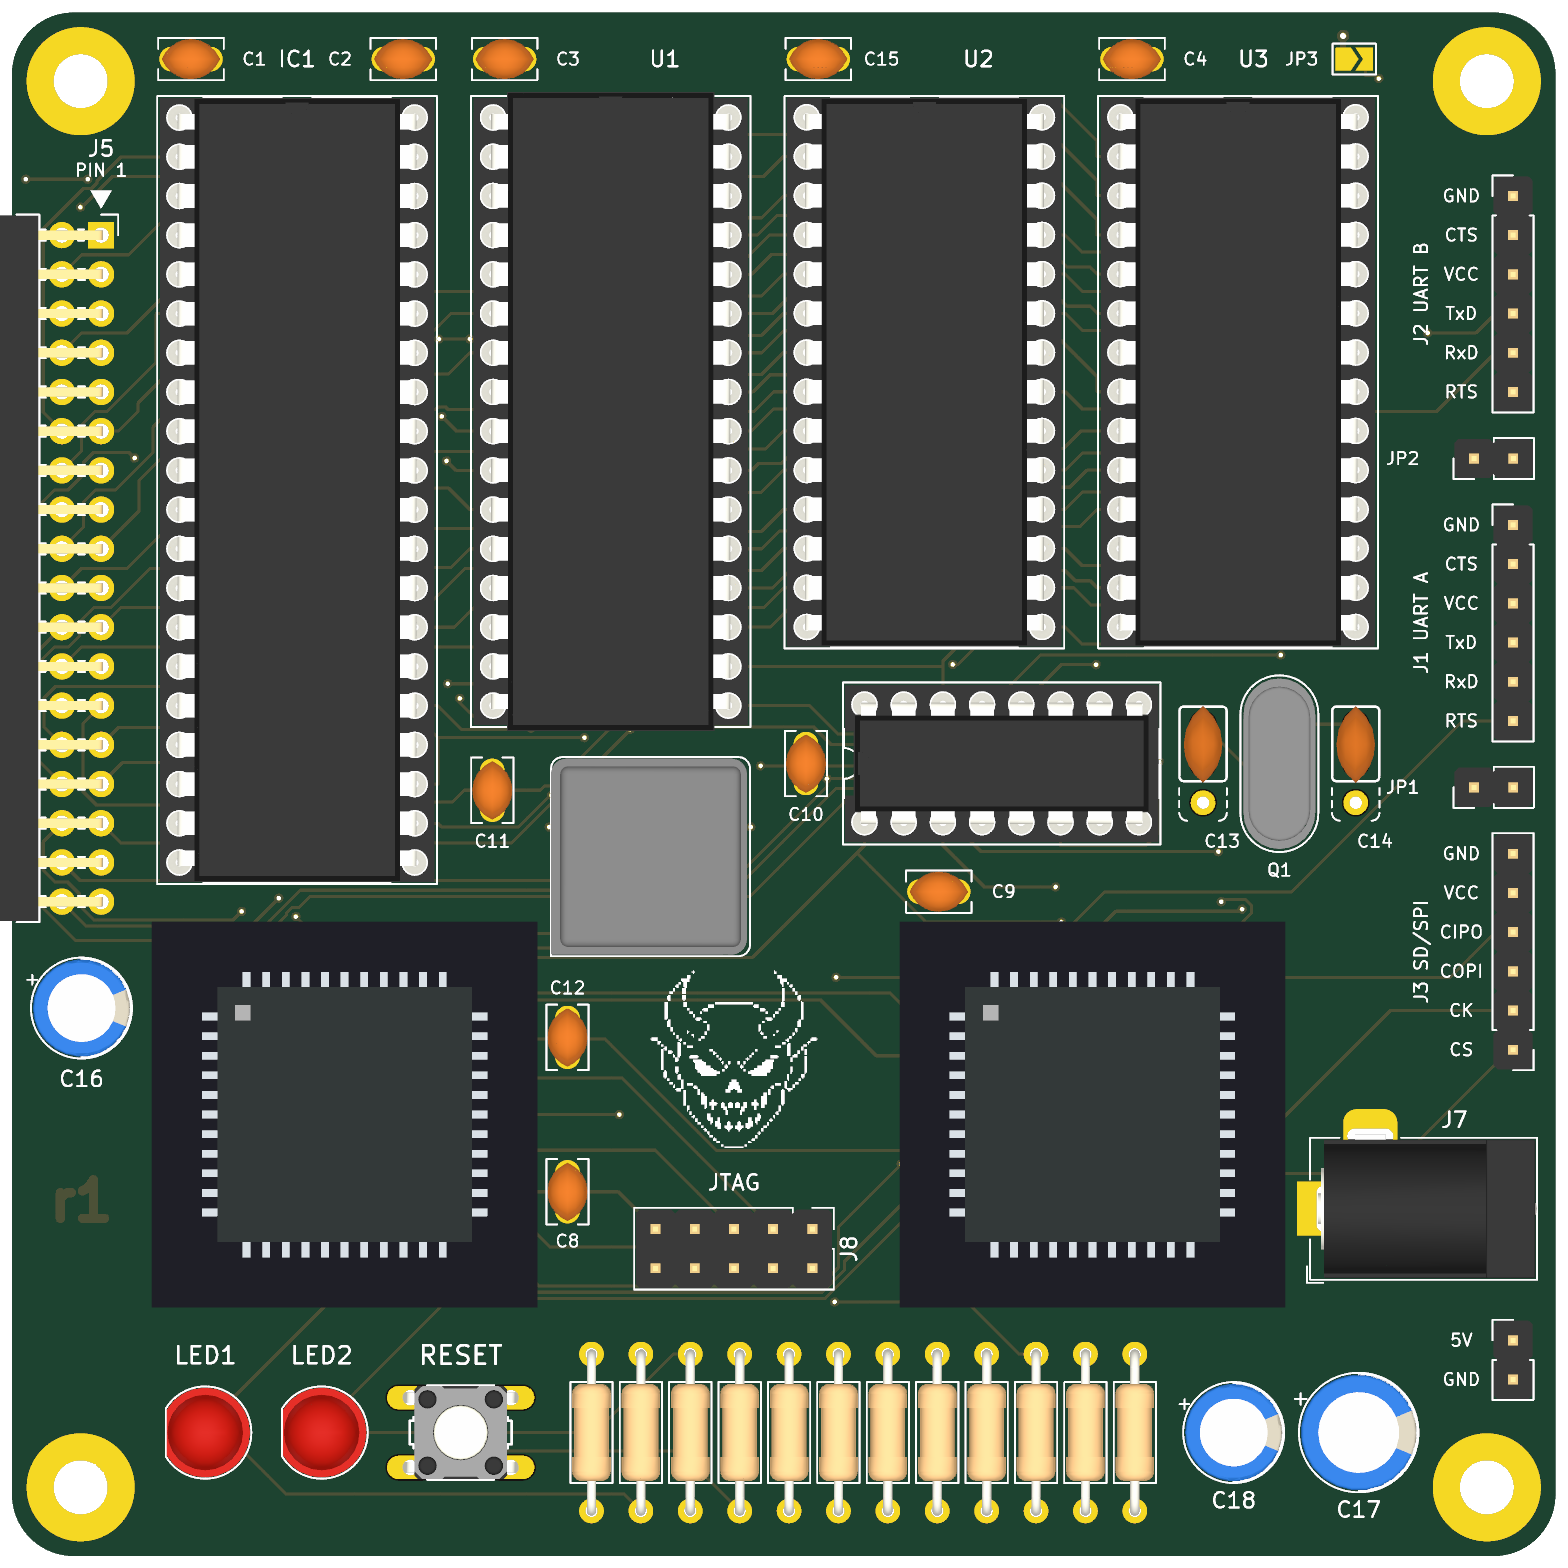 C1 IC1 C2 C3 U1 C15 U2 C4 U3 JP3
J5
PIN 1
J2 UART B
GND
CTS
VCC
TxD
RxD
RTS
JP2
J1 UART A
GND
CTS
VCC
TxD
RxD
RTS
JP1
C11
C10
C13
Q1
C14
C9
J3 SD/SPI
GND
VCC
CIPO
COPI
CK
CS
+
C16
C12
C8
JTAG
J8
J7
r1
5V
GND
LED1 LED2 RESET
+
C18
+
C17